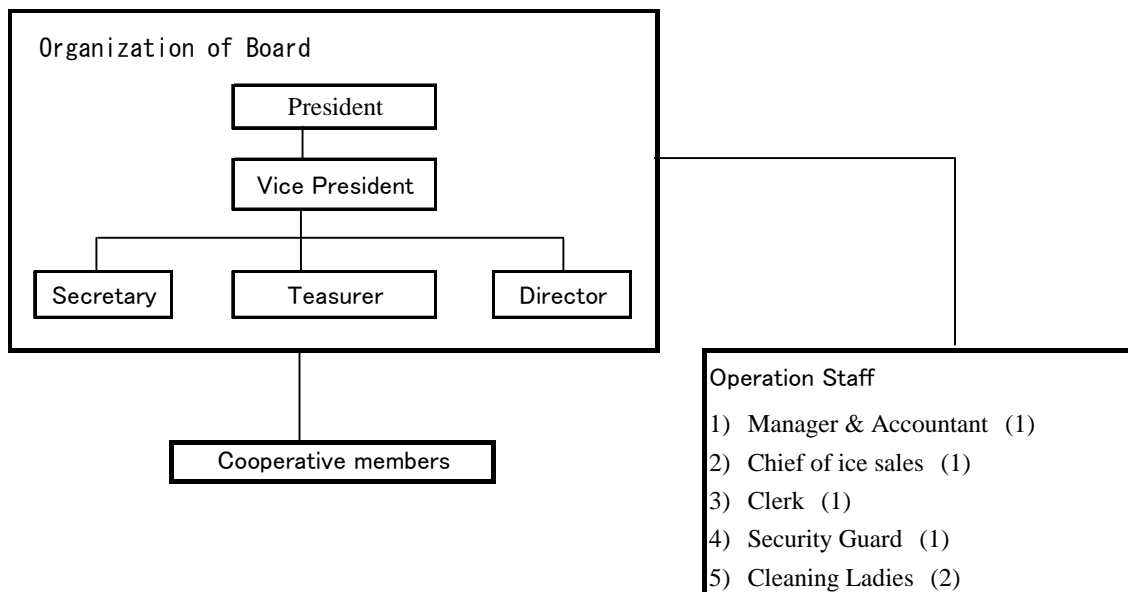 Organization of Board
President
Vice President
Secretary
Teasurer
Director
Cooperative members
Operation Staff
1) Manager & Accountant (1)
2) Chief of ice sales (1)
3) Clerk (1)
4) Security Guard (1)
5) Cleaning Ladies (2)